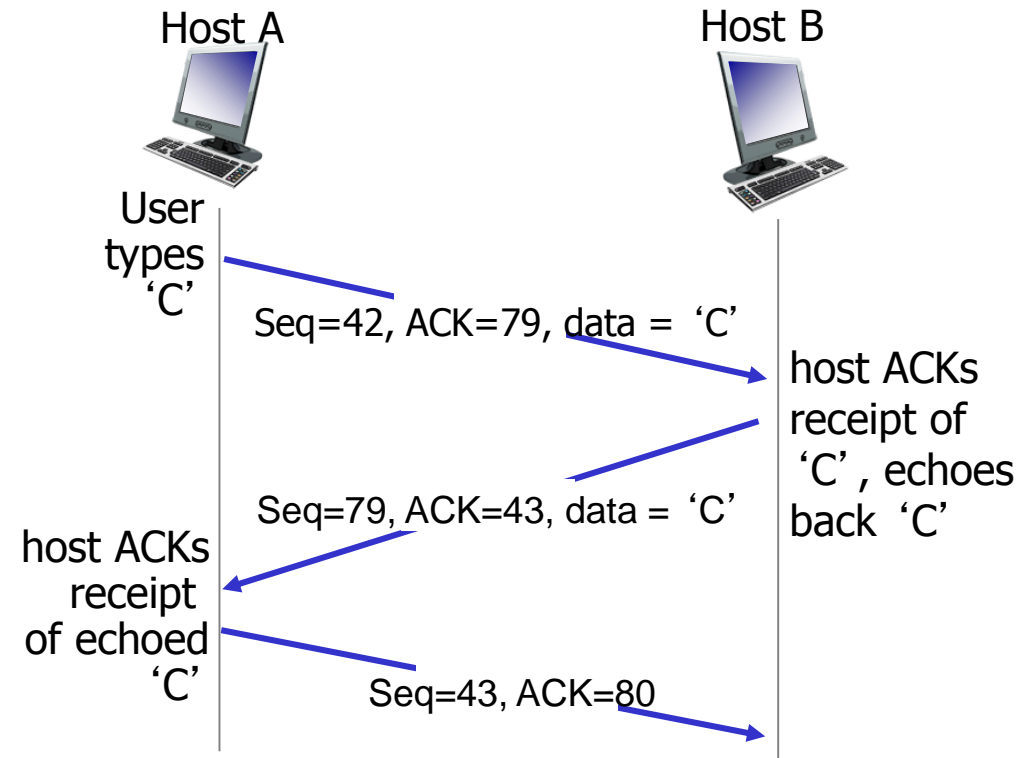 Host A
Host B
User
types
‘C’
Seq=42, ACK=79, data = ‘C’
host ACKs
receipt of
‘C’, echoes
back ‘C’
Seq=79, ACK=43, data = ‘C’
host ACKs
receipt
of echoed
‘C’
Seq=43, ACK=80